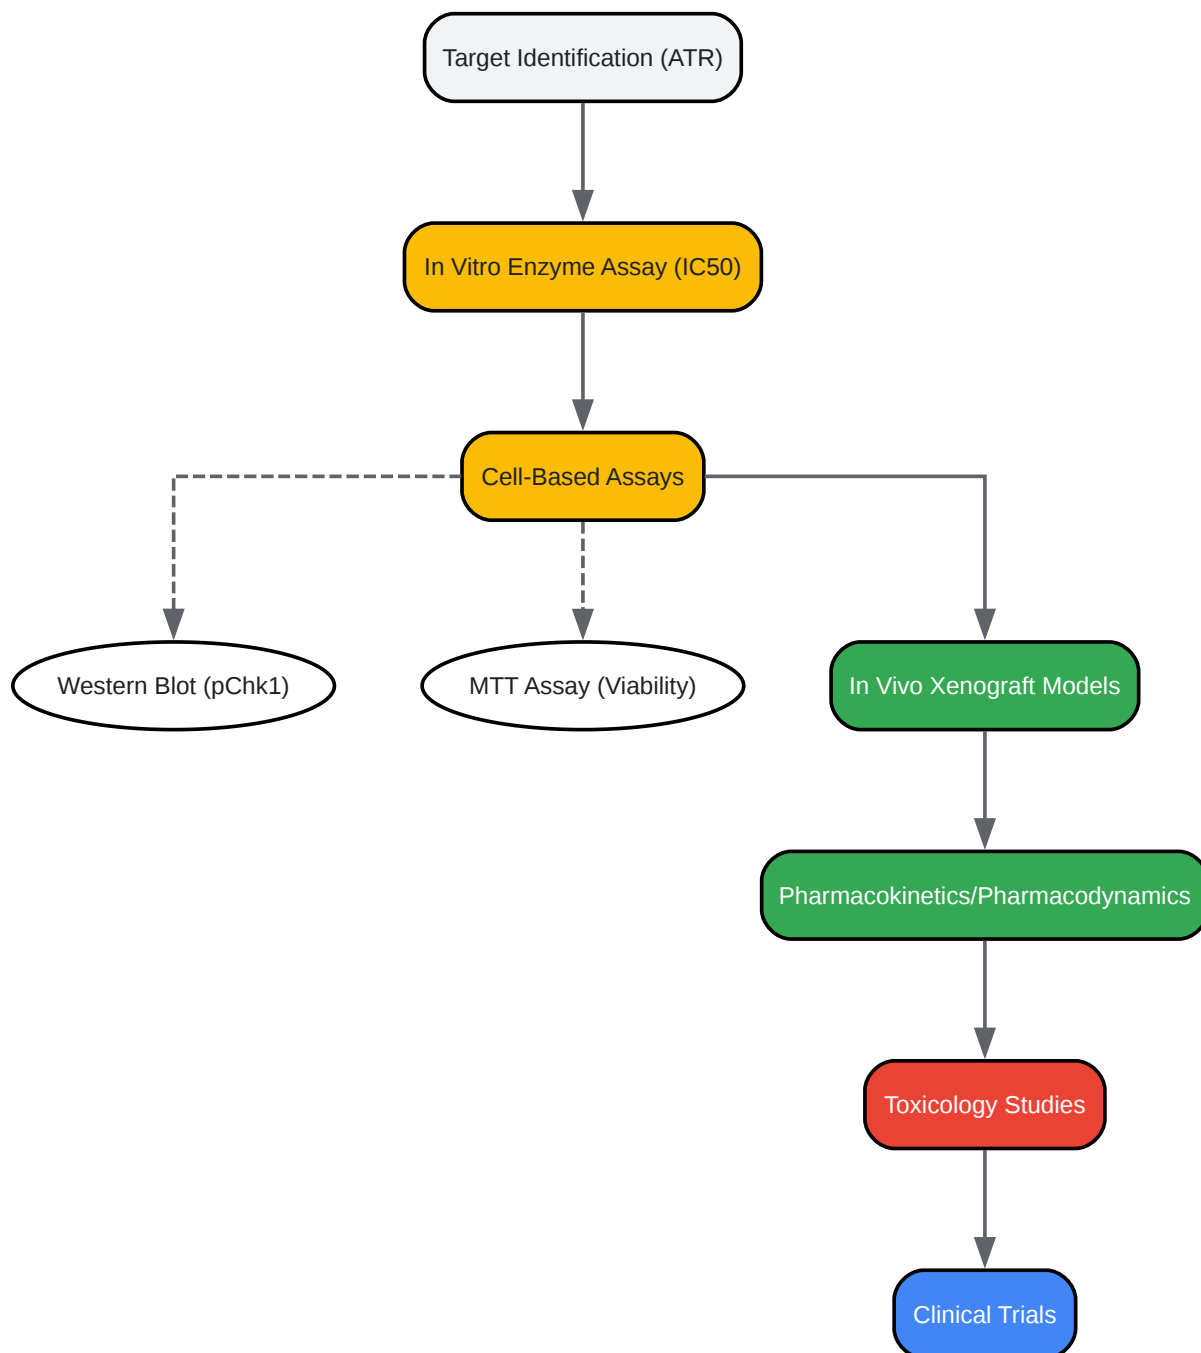 Target Identification (ATR)
In Vitro Enzyme Assay (IC50)
Cell-Based Assays
Western Blot (pChk1)
MTT Assay (Viability)
In Vivo Xenograft Models
Pharmacokinetics/Pharmacodynamics
Toxicology Studies
Clinical Trials